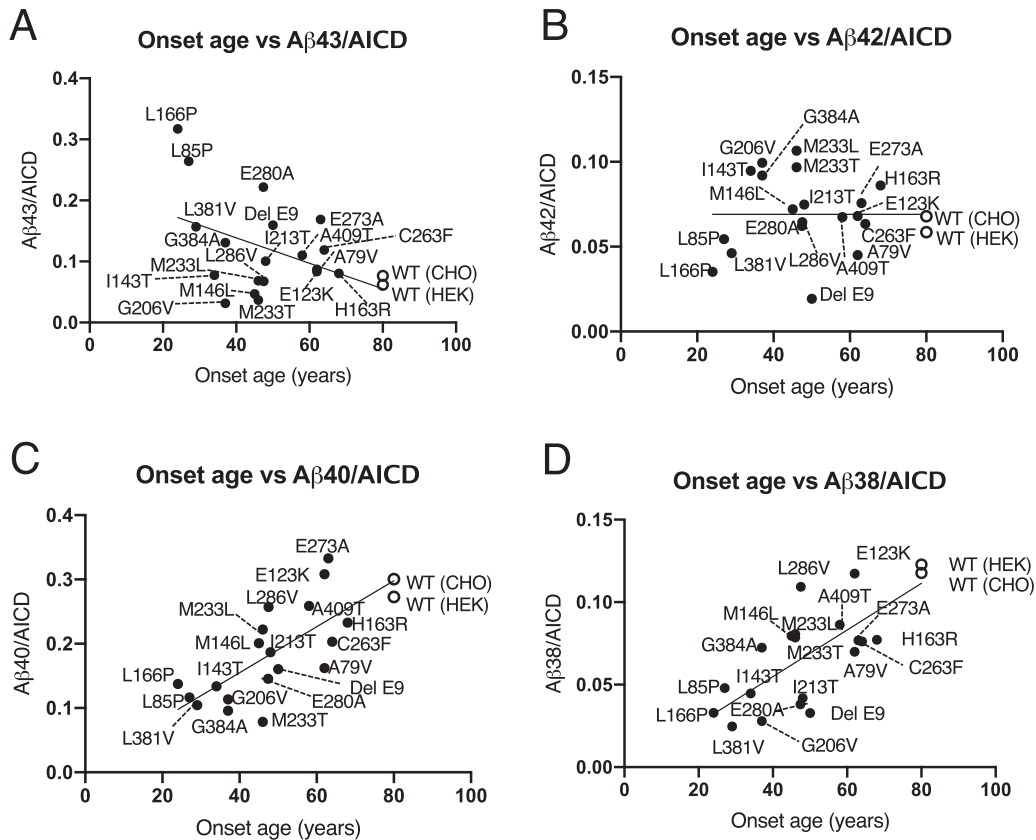 A
Onset age vs Aβ43/AICD
0.4
0.3
0.2
0.1
0.0
Aβ43/AICD
L166P
L85P
E280A
L381V
Del E9
E273A
G384A
I213T
A409T
C263F
L286V
M233L
A79V
I143T
WT (CHO)
M146L
E123K
WT (HEK)
G206V
M233T
H163R
0 20 40 60 80 100
Onset age (years)
B
Onset age vs Aβ42/AICD
0.15
0.10
0.05
0.00
Aβ42/AICD
G384A
G206V
M233L
E273A
I143T
M233T
H163R
M146L
I213T
E123K
WT (CHO)
E280A
C263F
WT (HEK)
L85P
L286V
A79V
L166P
L381V
A409T
Del E9
0 20 40 60 80 100
Onset age (years)
C
Onset age vs Aβ40/AICD
0.4
0.3
0.2
0.1
0.0
Aβ40/AICD
E273A
E123K
WT (CHO)
L286V
A409T
WT (HEK)
M233L
H163R
M146L
I213T
C263F
I143T
A79V
L166P
Del E9
L85P
G206V
E280A
L381V
G384A
M233T
0 20 40 60 80 100
Onset age (years)
D
Onset age vs Aβ38/AICD
0.15
0.10
0.05
0.00
Aβ38/AICD
E123K
L286V
WT (HEK)
WT (CHO)
A409T
M146L
M233L
E273A
G384A
M233T
H163R
A79V
C263F
L85P
I143T
I213T
L166P
E280A
Del E9
L381V
G206V
0 20 40 60 80 100
Onset age (years)